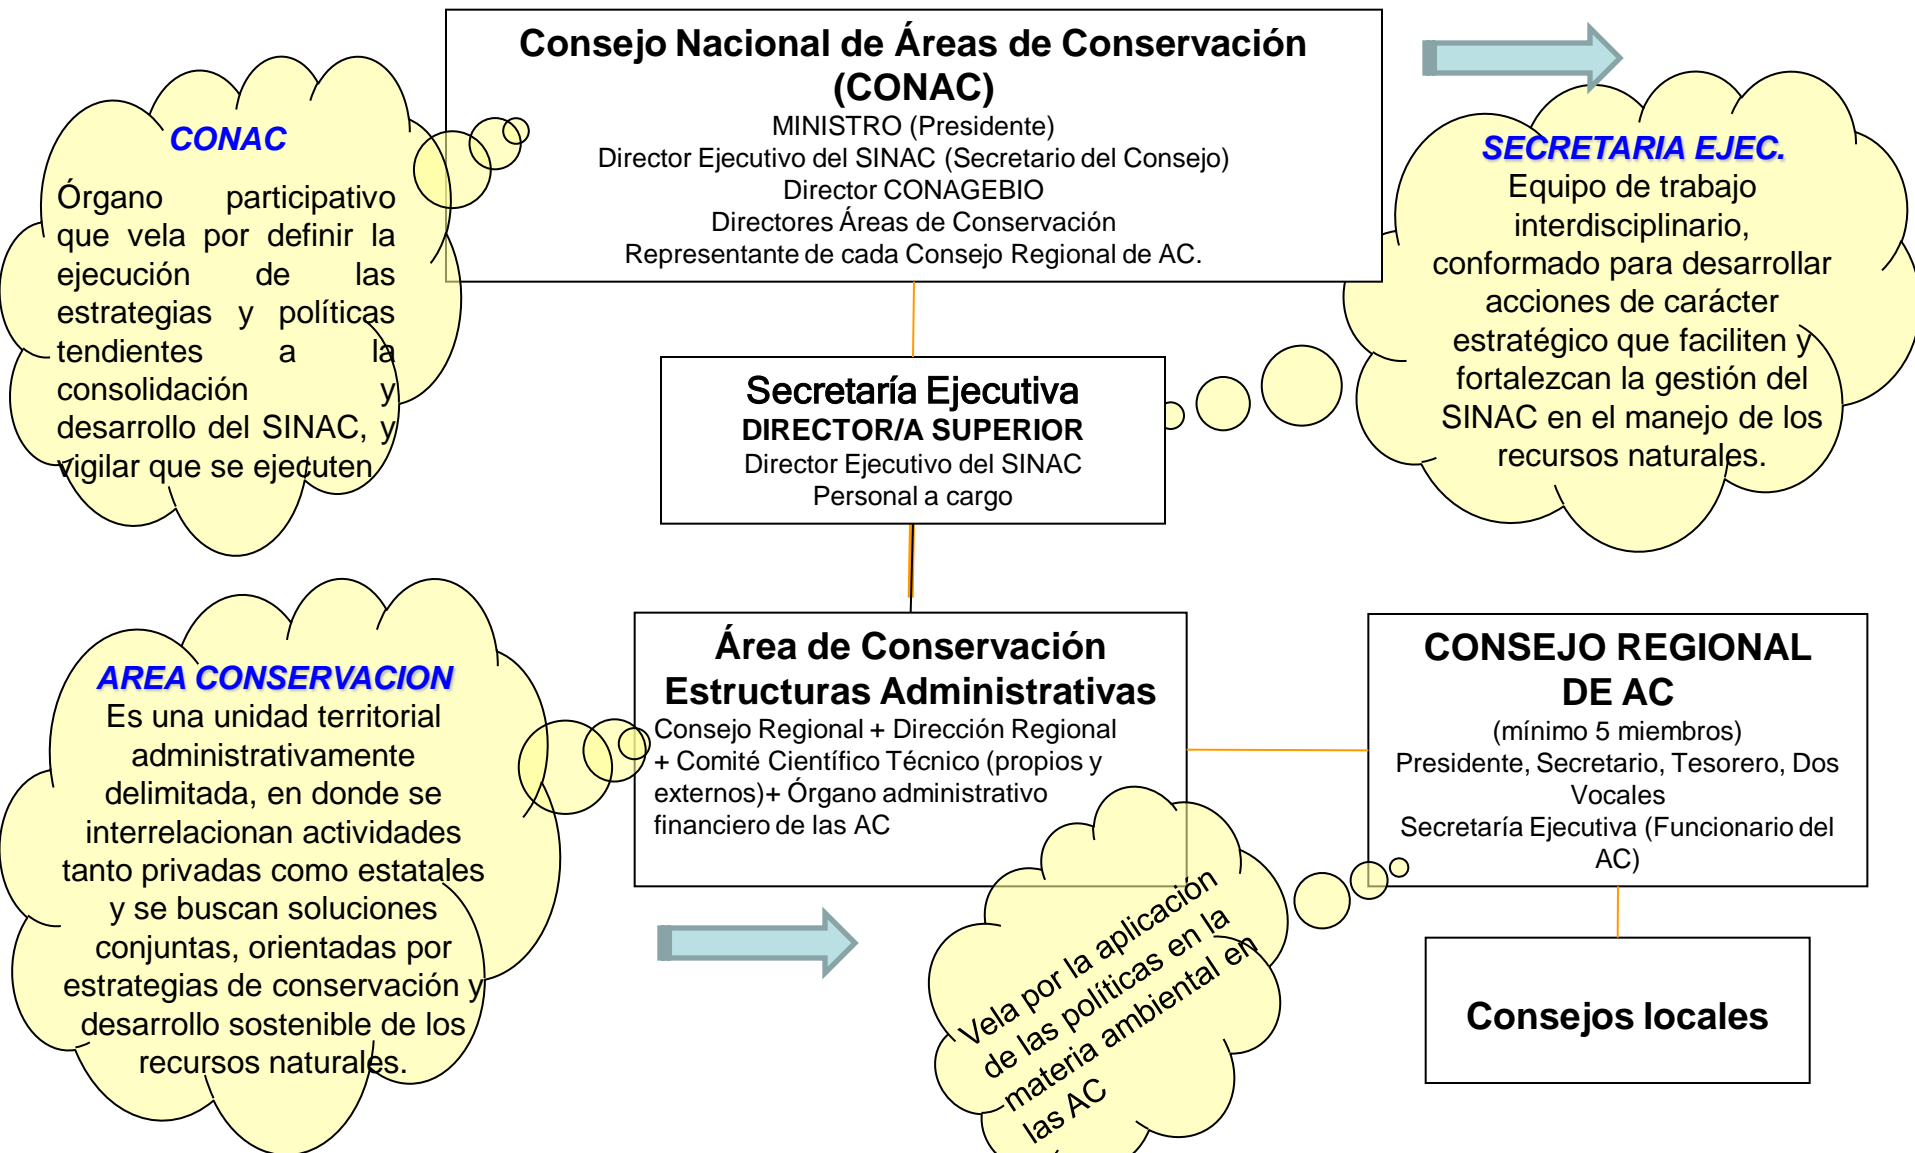 Consejo Nacional de Áreas de Conservación
(CONAC)
MINISTRO (Presidente)
Director Ejecutivo del SINAC (Secretario del Consejo)
Director CONAGEBIO
Directores Áreas de Conservación
Representante de cada Consejo Regional de AC.
CONAC
Órgano participativo
que vela por definir la
ejecución de las
estrategias y políticas
tendientes a la
consolidación y
desarrollo del SINAC, y
vigilar que se ejecuten
SECRETARIA EJEC.
Equipo de trabajo
interdisciplinario,
conformado para desarrollar
acciones de carácter
estratégico que faciliten y
fortalezcan la gestión del
SINAC en el manejo de los
recursos naturales.
Secretaría Ejecutiva
DIRECTOR/A SUPERIOR
Director Ejecutivo del SINAC
Personal a cargo
AREA CONSERVACION
Es una unidad territorial
administrativamente
delimitada, en donde se
interrelacionan actividades
tanto privadas como estatales
y se buscan soluciones
conjuntas, orientadas por
estrategias de conservación y
desarrollo sostenible de los
recursos naturales.
Área de Conservación
Estructuras Administrativas
Consejo Regional + Dirección Regional
+ Comité Científico Técnico (propios y
externos)+ Órgano administrativo
financiero de las AC
CONSEJO REGIONAL
DE AC
(mínimo 5 miembros)
Presidente, Secretario, Tesorero, Dos
Vocales
Secretaría Ejecutiva (Funcionario del
AC)
Vela por la aplicación
de las políticas en la
materia ambiental en
las AC
Consejos locales